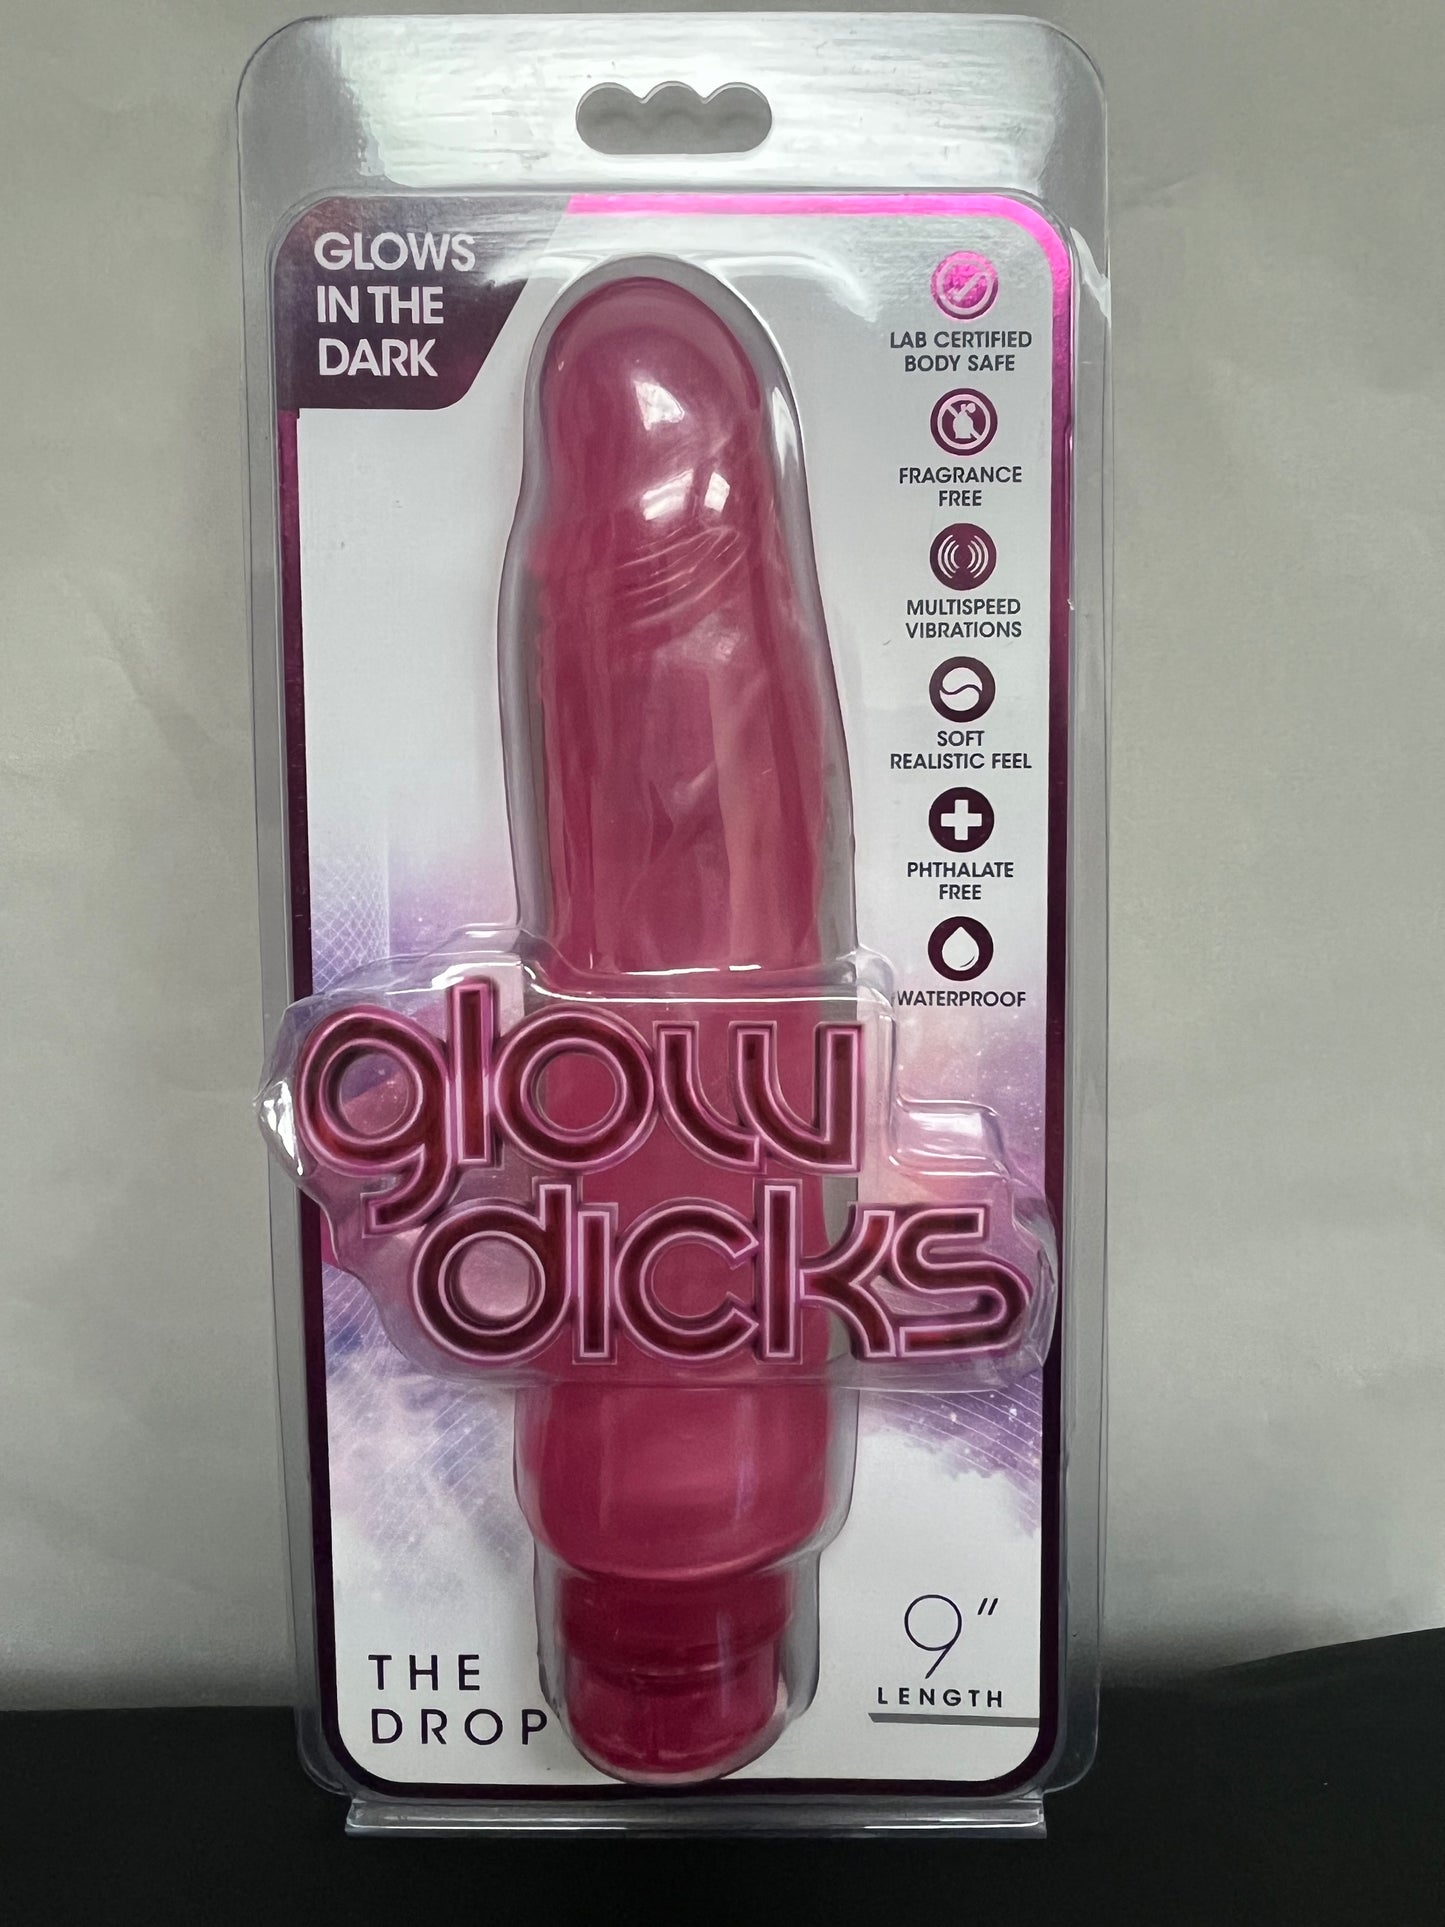 GLOWS
IN THE
DARK
LAB CERTIFIED
BODY SAFE
FRAGRANCE
FREE
MULTISPEED
VIBRATIONS
SOFT
REALISTIC FEEL
PHTHALATE
FREE
WATERPROOF
glow
dicks
THE
DROP
9"
LENGTH